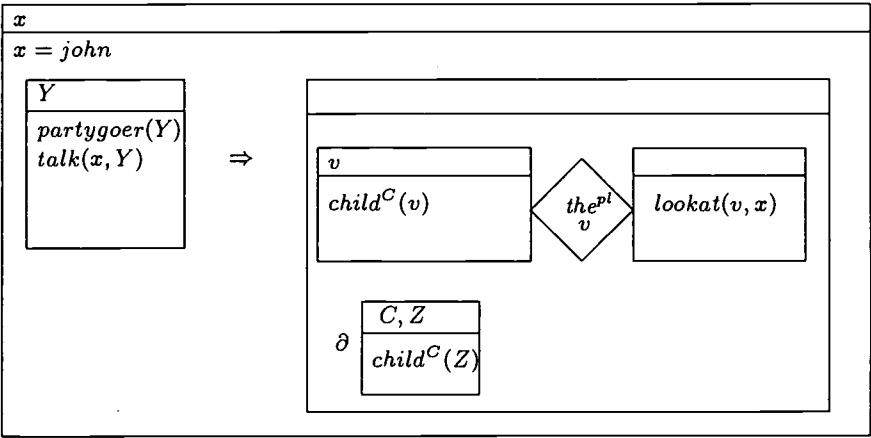 x
x = john
Y
partygoer(Y)
talk(x, Y)
⇒
v
child^C(v)
the^pl
v
lookat(v, x)
∂
C, Z
child^C(Z)